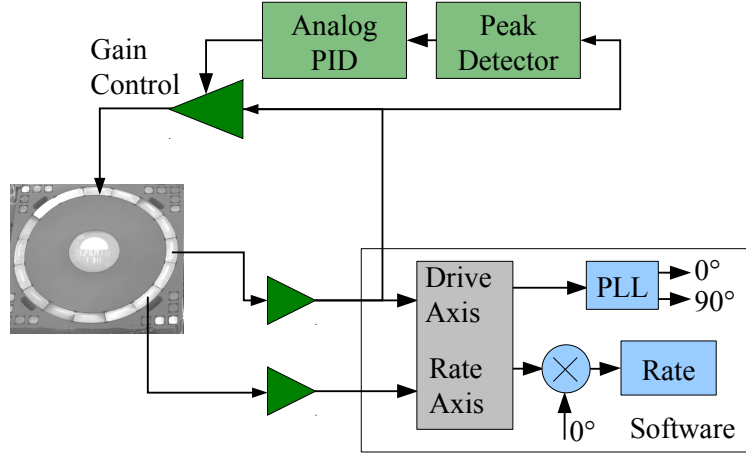 Gain
Control
Analog
PID
Peak
Detector
Drive
Axis
PLL
0°
90°
Rate
Axis
Rate
0°
Software